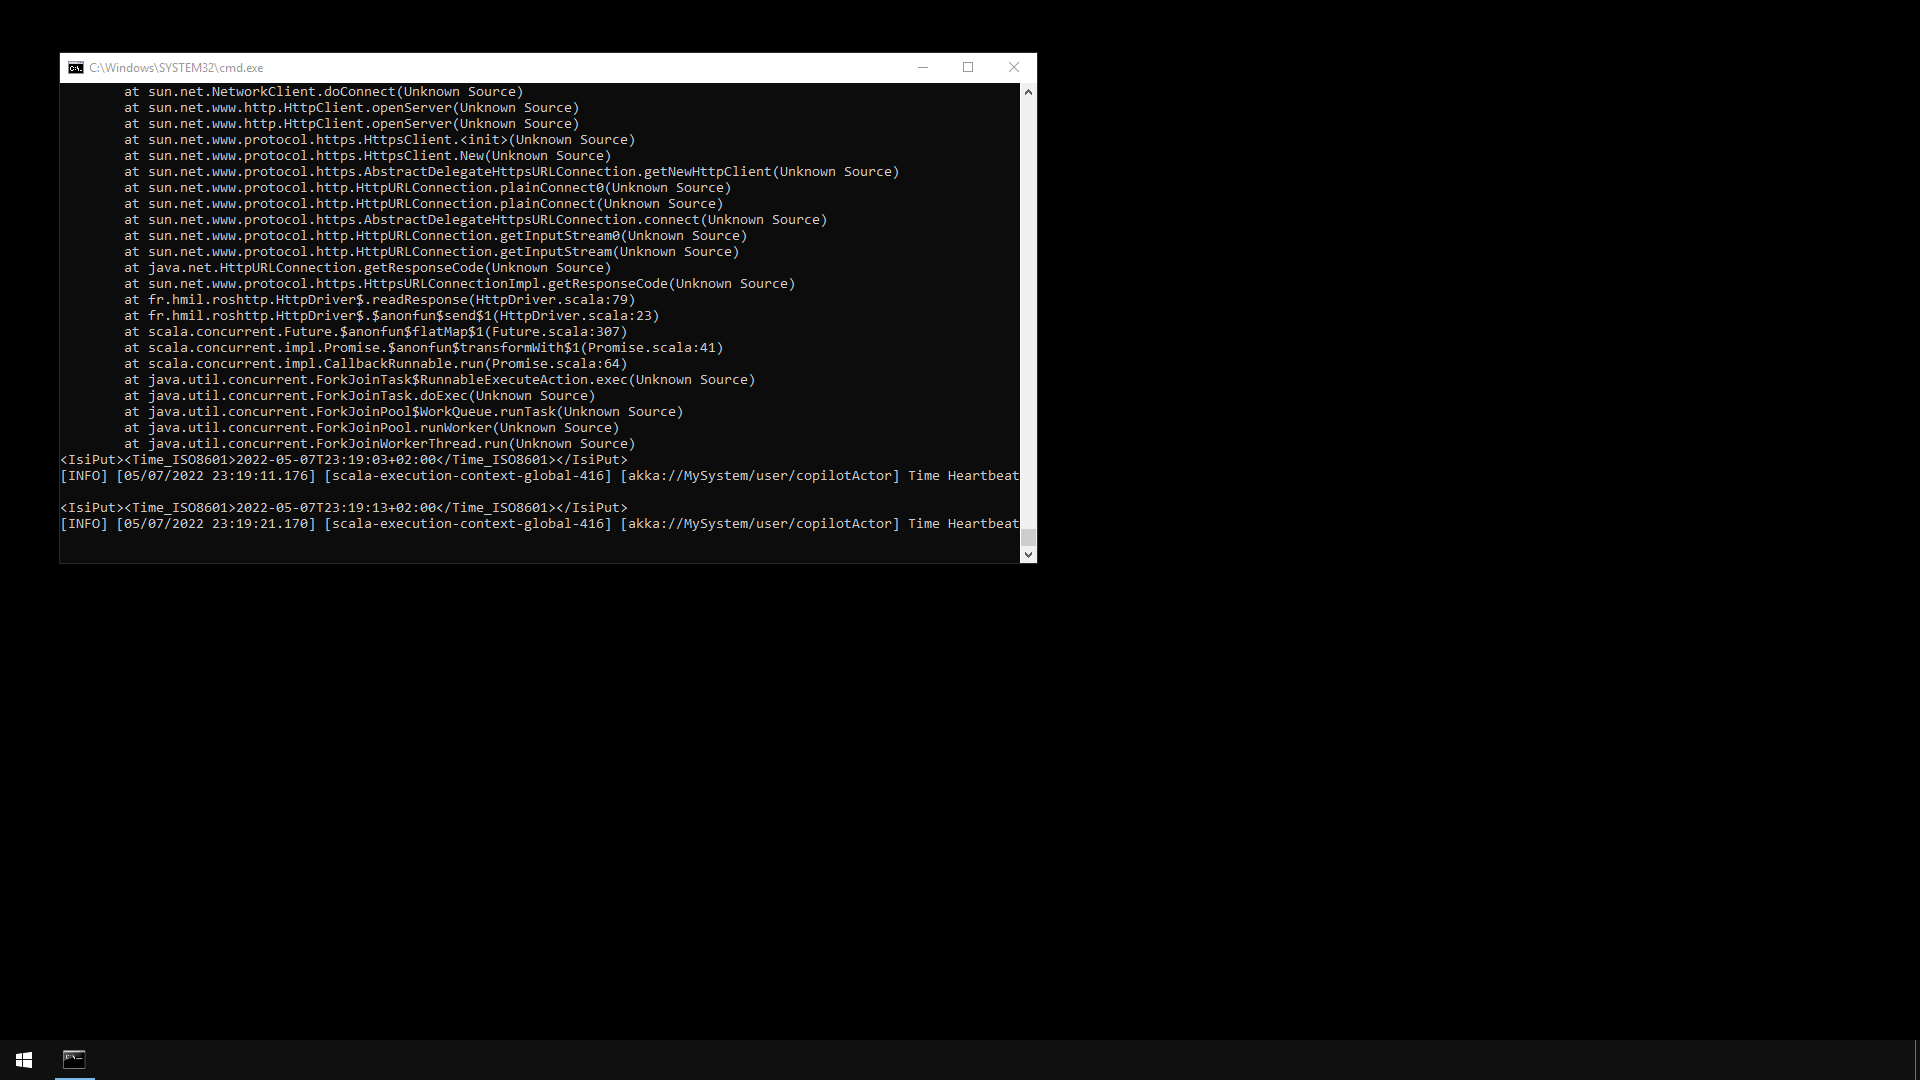 C:\Windows\SYSTEM32\cmd.exe
at sun.net.NetworkClient.doConnect(Unknown Source)
at sun.net.www.http.HttpClient.openServer(Unknown Source)
at sun.net.www.http.HttpClient.openServer(Unknown Source)
at sun.net.www.protocol.https.HttpsClient.<init>(Unknown Source)
at sun.net.www.protocol.https.HttpsClient.New(Unknown Source)
at sun.net.www.protocol.https.AbstractDelegateHttpsURLConnection.getNewHttpClient(Unknown Source)
at sun.net.www.protocol.http.HttpURLConnection.plainConnect0(Unknown Source)
at sun.net.www.protocol.http.HttpURLConnection.plainConnect(Unknown Source)
at sun.net.www.protocol.https.AbstractDelegateHttpsURLConnection.connect(Unknown Source)
at sun.net.www.protocol.http.HttpURLConnection.getInputStream0(Unknown Source)
at sun.net.www.protocol.http.HttpURLConnection.getInputStream(Unknown Source)
at java.net.HttpURLConnection.getResponseCode(Unknown Source)
at sun.net.www.protocol.https.HttpsURLConnectionImpl.getResponseCode(Unknown Source)
at fr.hmil.roshttp.HttpDriver$.readResponse(HttpDriver.scala:79)
at fr.hmil.roshttp.HttpDriver$.$anonfun$send$1(HttpDriver.scala:23)
at scala.concurrent.Future.$anonfun$flatMap$1(Future.scala:307)
at scala.concurrent.impl.Promise.$anonfun$transformWith$1(Promise.scala:41)
at scala.concurrent.impl.CallbackRunnable.run(Promise.scala:64)
at java.util.concurrent.ForkJoinTask$RunnableExecuteAction.exec(Unknown Source)
at java.util.concurrent.ForkJoinTask.doExec(Unknown Source)
at java.util.concurrent.ForkJoinPool$WorkQueue.runTask(Unknown Source)
at java.util.concurrent.ForkJoinPool.runWorker(Unknown Source)
at java.util.concurrent.ForkJoinWorkerThread.run(Unknown Source)
<IsiPut><Time_ISO8601>2022-05-07T23:19:03+02:00</Time_ISO8601></IsiPut>
[INFO] [05/07/2022 23:19:11.176] [scala-execution-context-global-416] [akka://MySystem/user/copilotActor] Time Heartbeat
<IsiPut><Time_ISO8601>2022-05-07T23:19:13+02:00</Time_ISO8601></IsiPut>
[INFO] [05/07/2022 23:19:21.170] [scala-execution-context-global-416] [akka://MySystem/user/copilotActor] Time Heartbeat